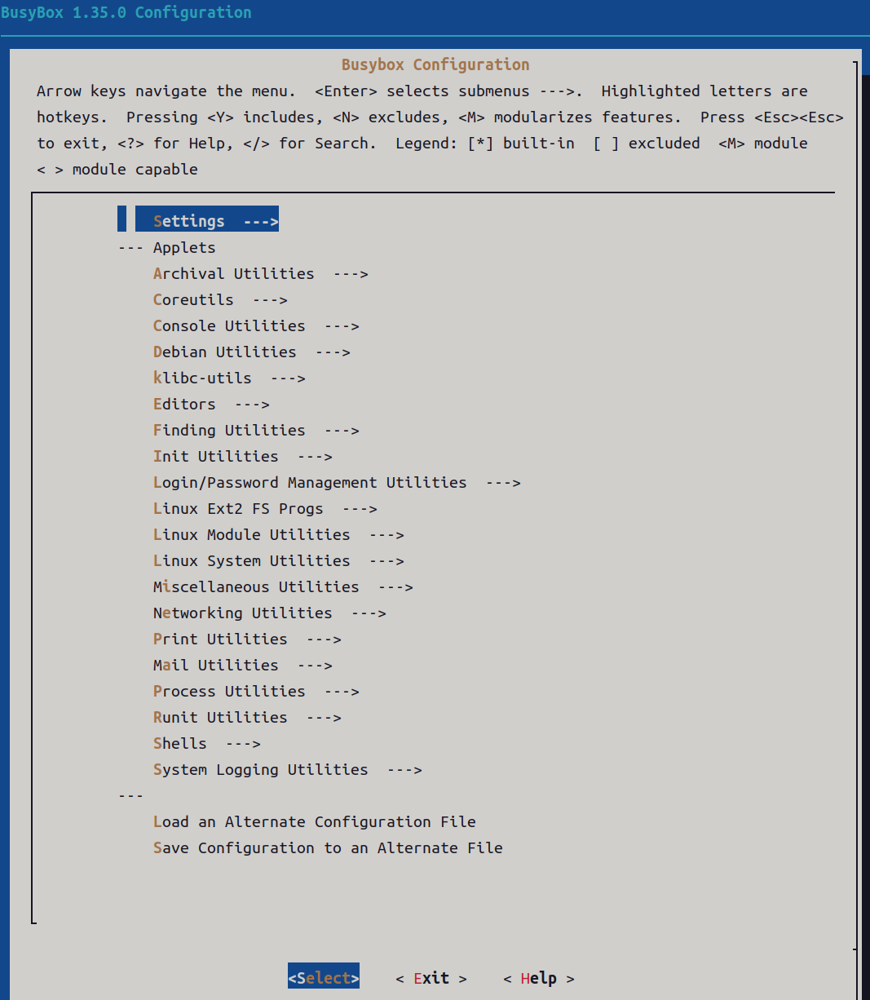 BusyBox 1.35.0 Configuration
Busybox Configuration
Arrow keys navigate the menu.  <Enter> selects submenus --->.  Highlighted letters are
hotkeys.  Pressing <Y> includes, <N> excludes, <M> modularizes features.  Press <Esc><Esc>
to exit, <?> for Help, </> for Search.  Legend: [*] built-in  [ ] excluded  <M> module
< > module capable
Settings  --->
--- Applets
Archival Utilities  --->
Coreutils  --->
Console Utilities  --->
Debian Utilities  --->
klibc-utils  --->
Editors  --->
Finding Utilities  --->
Init Utilities  --->
Login/Password Management Utilities  --->
Linux Ext2 FS Progs  --->
Linux Module Utilities  --->
Linux System Utilities  --->
Miscellaneous Utilities  --->
Networking Utilities  --->
Print Utilities  --->
Mail Utilities  --->
Process Utilities  --->
Runit Utilities  --->
Shells  --->
System Logging Utilities  --->
---
Load an Alternate Configuration File
Save Configuration to an Alternate File
<Select>    < Exit >    < Help >